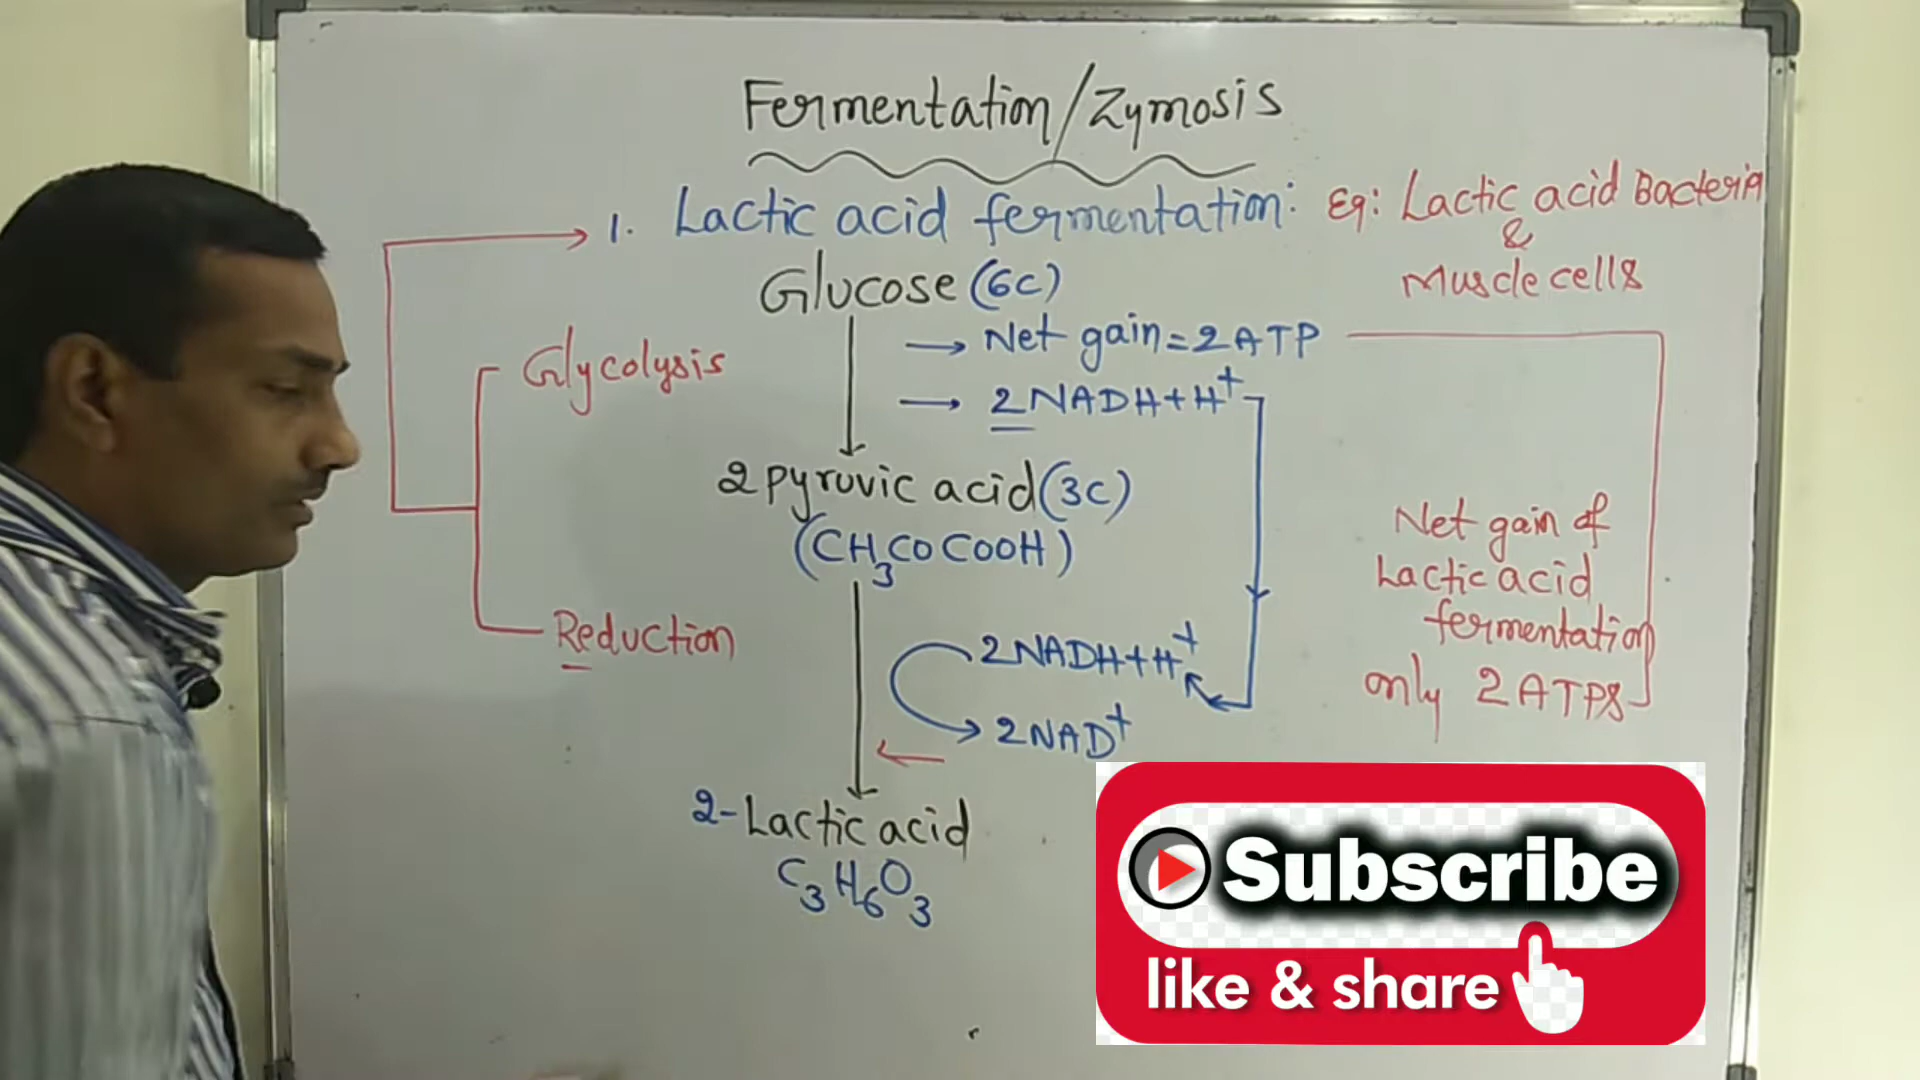 Fermentation/Zymosis
1. Lactic acid fermentation: Eg: Lactic acid Bacteria
&
Muscle cells
Glucose (6C)
→ Net gain = 2ATP
Glycolysis
→ 2NADH+H⁺
2 pyruvic acid (3C)
(CH₃COCOOH)
Net gain of
Lactic acid
fermentation
only 2ATPs
Reduction
2NADH+H⁺
2NAD⁺
2-Lactic acid
C₃H₆O₃
Subscribe
like & share